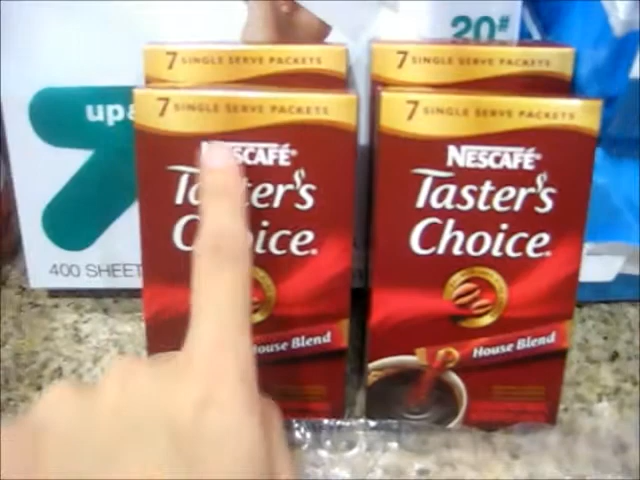 20#
7 SINGLE SERVE PACKETS
7 SINGLE SERVE PACKETS
up
400 SHEET
7 SINGLE SERVE PACKETS
NESCAFÉ
Taster's
Choice
House Blend
7 SINGLE SERVE PACKETS
NESCAFÉ
Taster's
Choice
House Blend